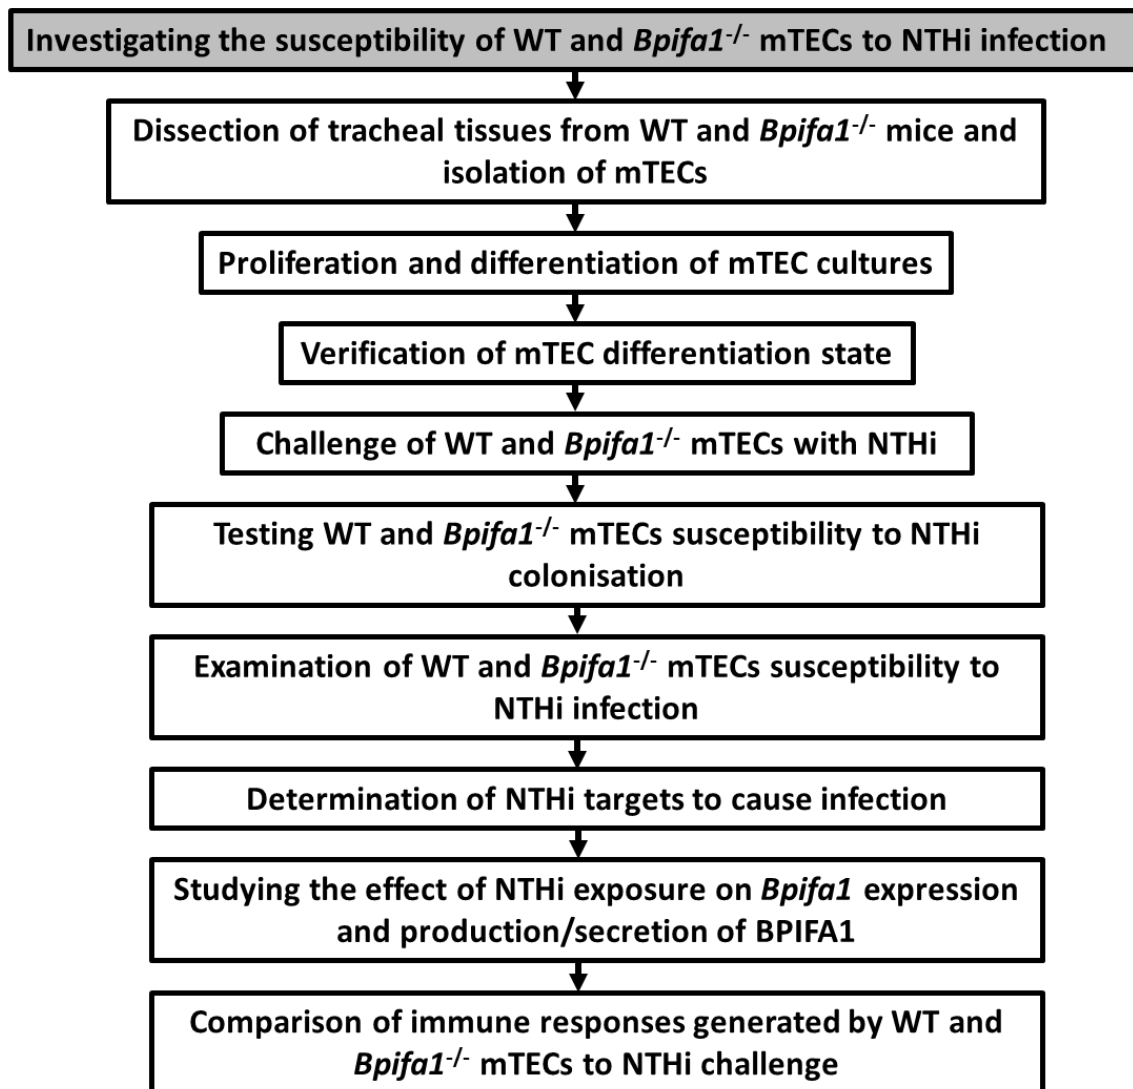 Investigating the susceptibility of WT and Bpifa1-/- mTECs to NTHi infection
Dissection of tracheal tissues from WT and Bpifa1-/- mice and
isolation of mTECs
Proliferation and differentiation of mTEC cultures
Verification of mTEC differentiation state
Challenge of WT and Bpifa1-/- mTECs with NTHi
Testing WT and Bpifa1-/- mTECs susceptibility to NTHi
colonisation
Examination of WT and Bpifa1-/- mTECs susceptibility to
NTHi infection
Determination of NTHi targets to cause infection
Studying the effect of NTHi exposure on Bpifa1 expression
and production/secretion of BPIFA1
Comparison of immune responses generated by WT and
Bpifa1-/- mTECs to NTHi challenge